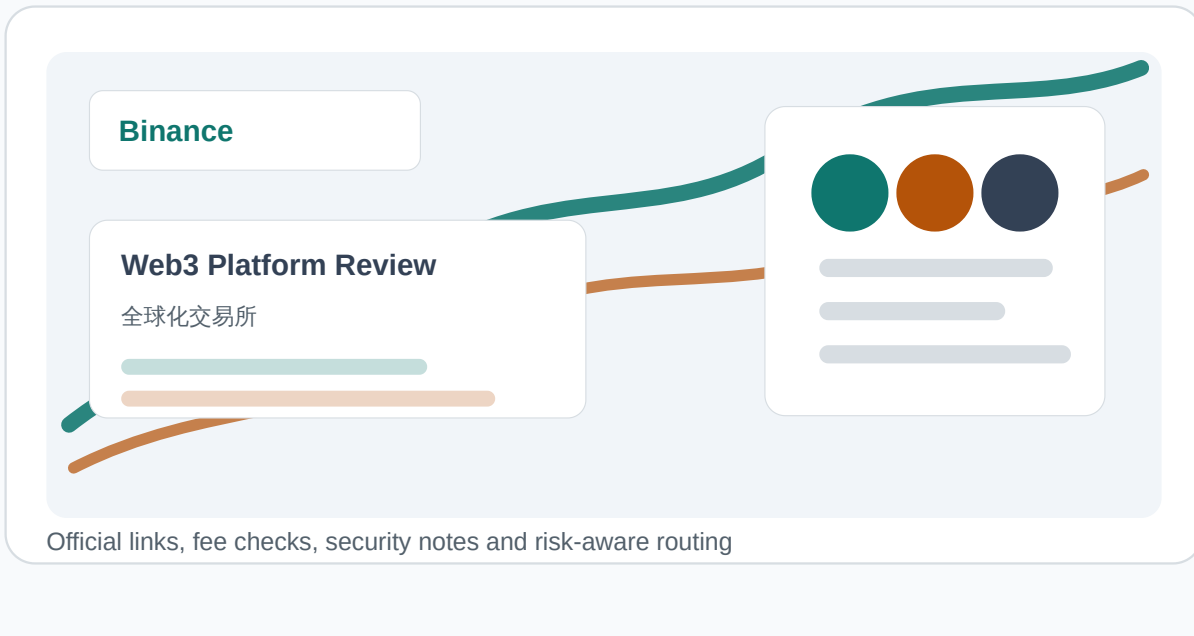 Binance
Web3 Platform Review
全球化交易所
Official links, fee checks, security notes and risk-aware routing